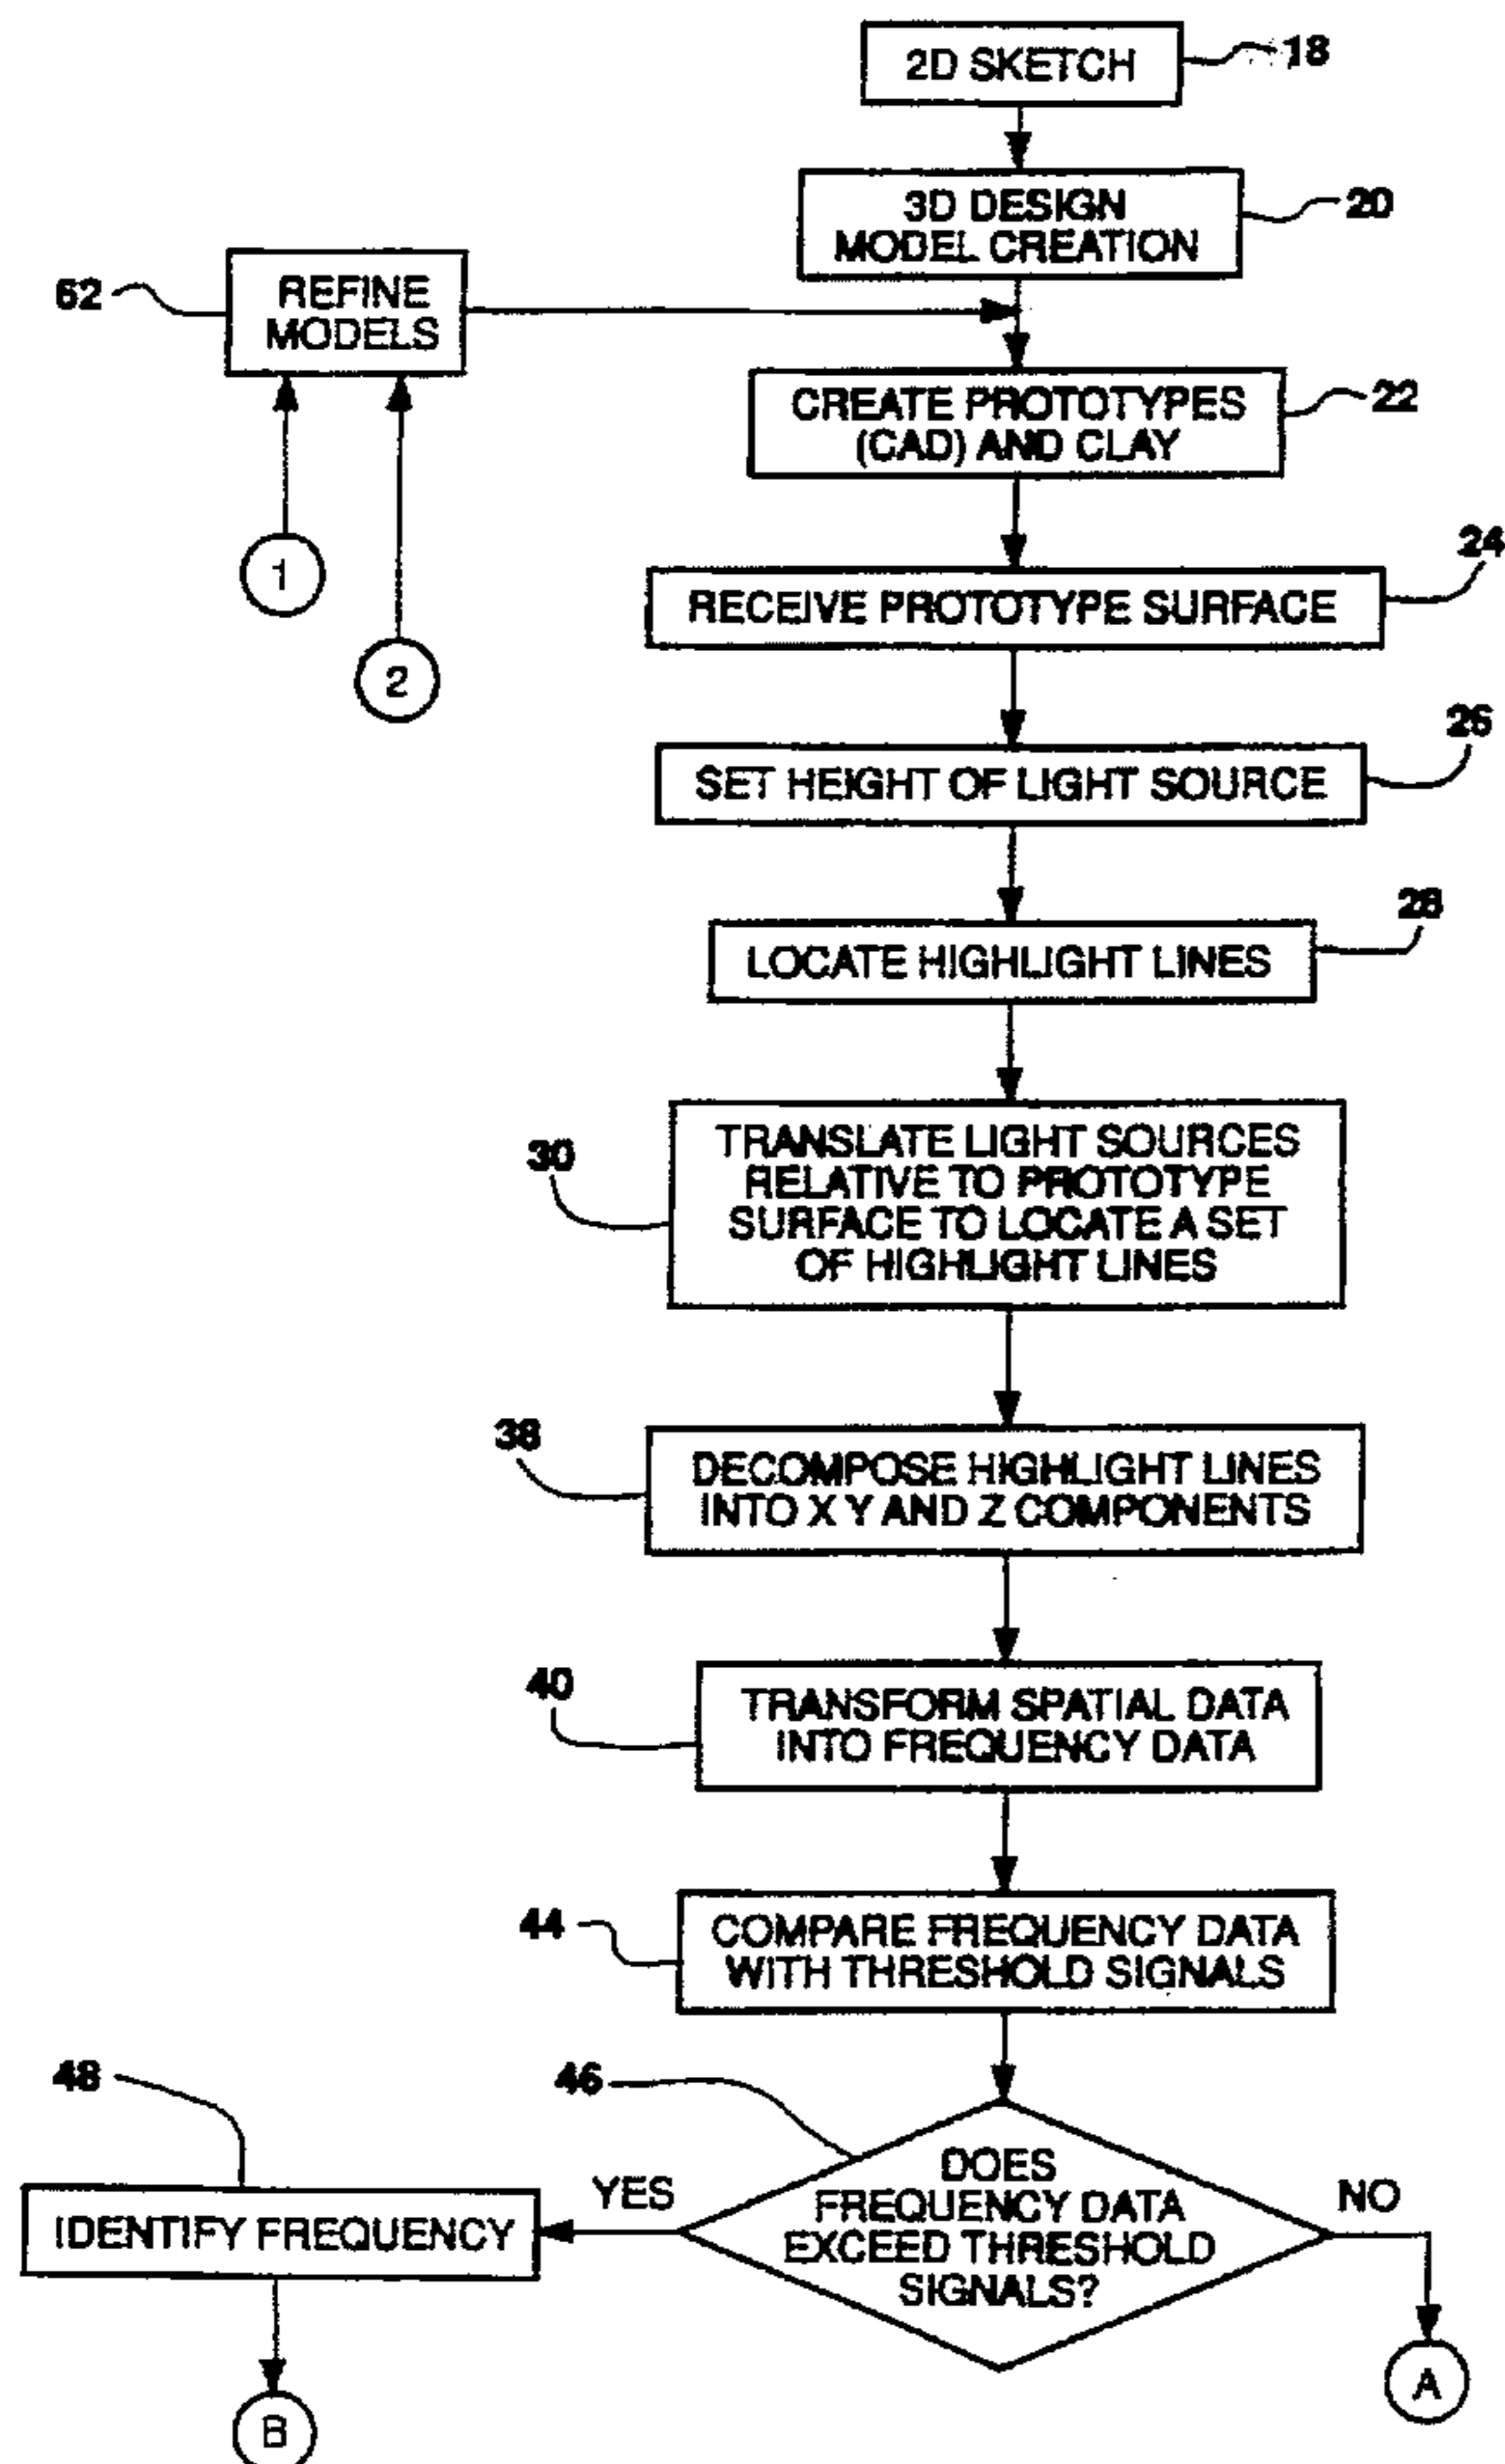 2D SKETCH
18
3D DESIGN
MODEL CREATION
20
62
REFINE
MODELS
CREATE PROTOTYPES
(CAD) AND CLAY
22
1
2
24
RECEIVE PROTOTYPE SURFACE
26
SET HEIGHT OF LIGHT SOURCE
28
LOCATE HIGHLIGHT LINES
30
TRANSLATE LIGHT SOURCES
RELATIVE TO PROTOTYPE
SURFACE TO LOCATE A SET
OF HIGHLIGHT LINES
38
DECOMPOSE HIGHLIGHT LINES
INTO X Y AND Z COMPONENTS
40
TRANSFORM SPATIAL DATA
INTO FREQUENCY DATA
44
COMPARE FREQUENCY DATA
WITH THRESHOLD SIGNALS
48
46
DOES
FREQUENCY DATA
EXCEED THRESHOLD
SIGNALS?
YES
NO
IDENTIFY FREQUENCY
A
B